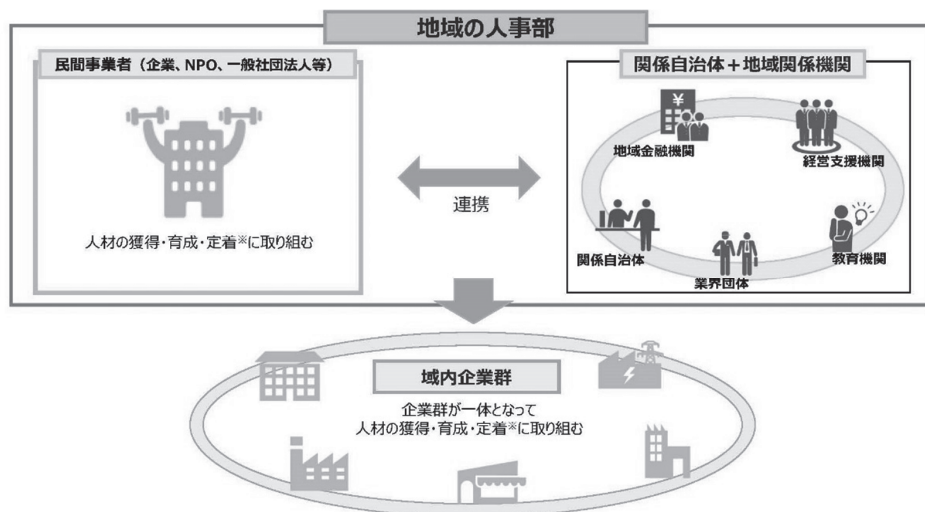 地域の人事部
民間事業者（企業、NPO、一般社団法人等）
人材の獲得・育成・定着※に取り組む
連携
関係自治体＋地域関係機関
¥
地域金融機関
経営支援機関
関係自治体
業界団体
教育機関
域内企業群
企業群が一体となって
人材の獲得・育成・定着※に取り組む